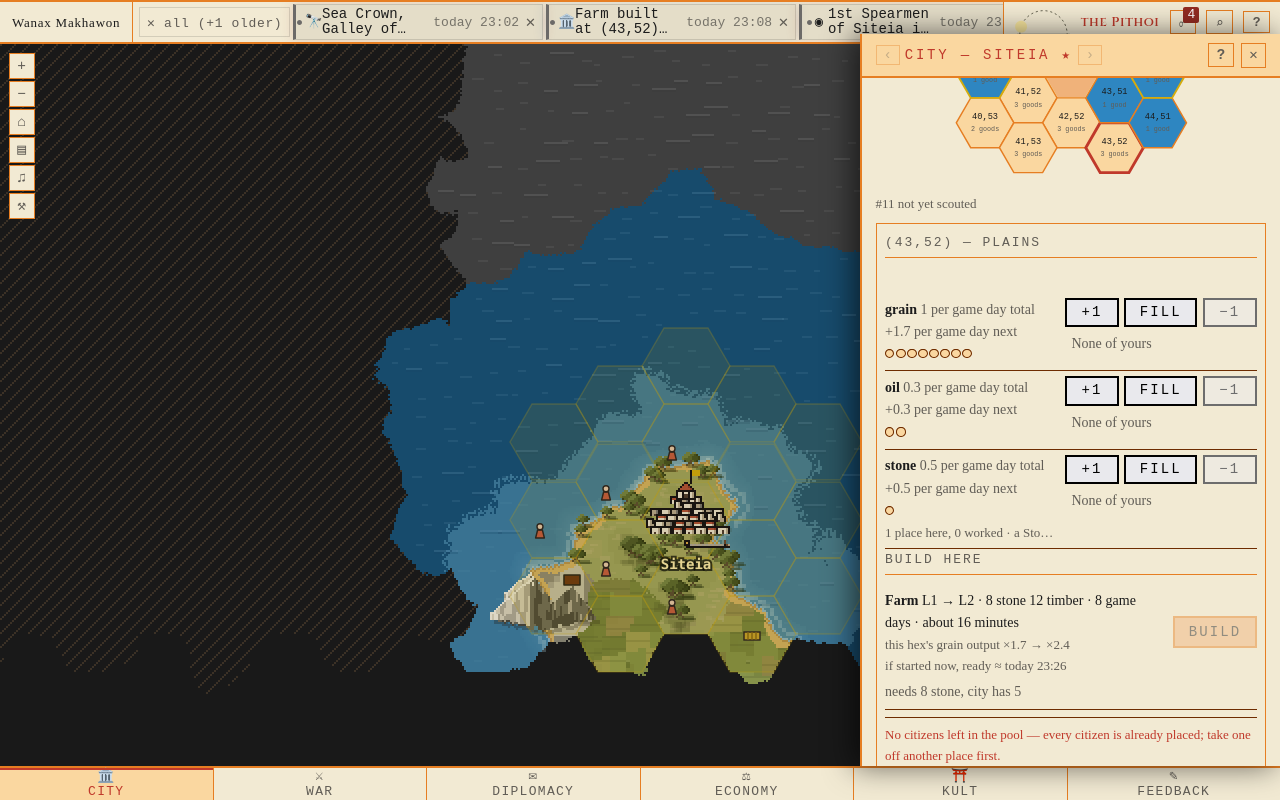 Wanax Makhawon
× all (+1 older)
Sea Crown, Galley of… today 23:02 ×
Farm built at (43,52)… today 23:08 ×
1st Spearmen of Siteia i… today 23
THE PITHOI
4
?
‹ CITY — SITEIA ★ ›
? ×
41,52
3 goods
43,51
40,53
2 goods
42,52
3 goods
44,51
41,53
3 goods
43,52
3 goods
#11 not yet scouted
(43,52) — PLAINS
grain 1 per game day total
+1.7 per game day next
+1 FILL −1
None of yours
oil 0.3 per game day total
+0.3 per game day next
+1 FILL −1
None of yours
stone 0.5 per game day total
+0.5 per game day next
+1 FILL −1
None of yours
1 place here, 0 worked · a Sto…
BUILD HERE
Farm L1 → L2 · 8 stone 12 timber · 8 game
days · about 16 minutes
this hex's grain output ×1.7 → ×2.4
if started now, ready ≈ today 23:26
needs 8 stone, city has 5
BUILD
No citizens left in the pool — every citizen is already placed; take one
off another place first.
Siteia
CITY
WAR
DIPLOMACY
ECONOMY
KULT
FEEDBACK